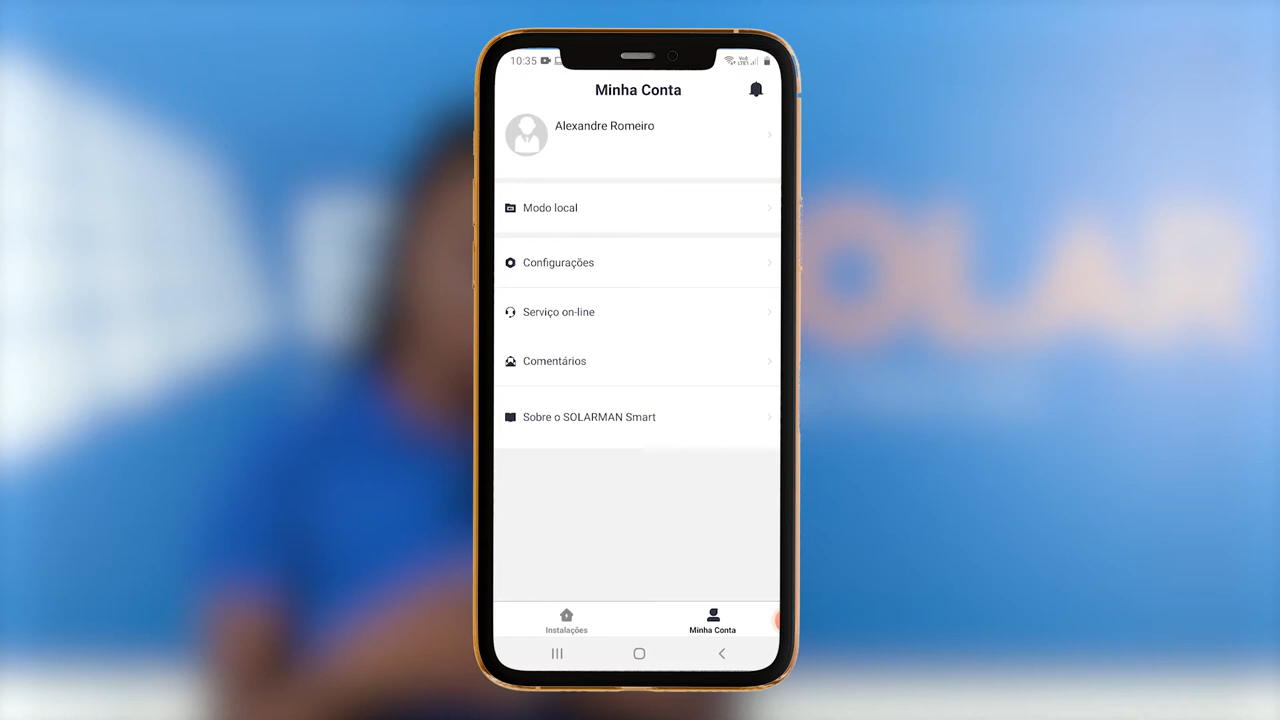 10:35
Minha Conta
Alexandre Romeiro
Modo local
Configurações
Serviço on-line
Comentários
Sobre o SOLARMAN Smart
Instalações
Minha Conta
OLAR